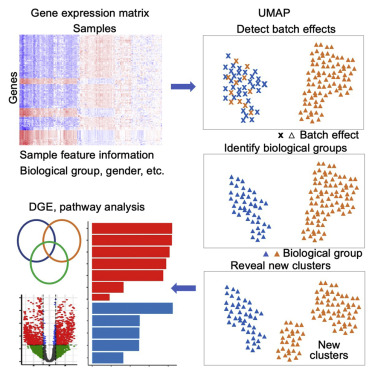 Gene expression matrix
Samples
Genes
Sample feature information
Biological group, gender, etc.
UMAP
Detect batch effects
x △ Batch effect
Identify biological groups
▲ ▲ Biological group
Reveal new clusters
New
clusters
DGE, pathway analysis